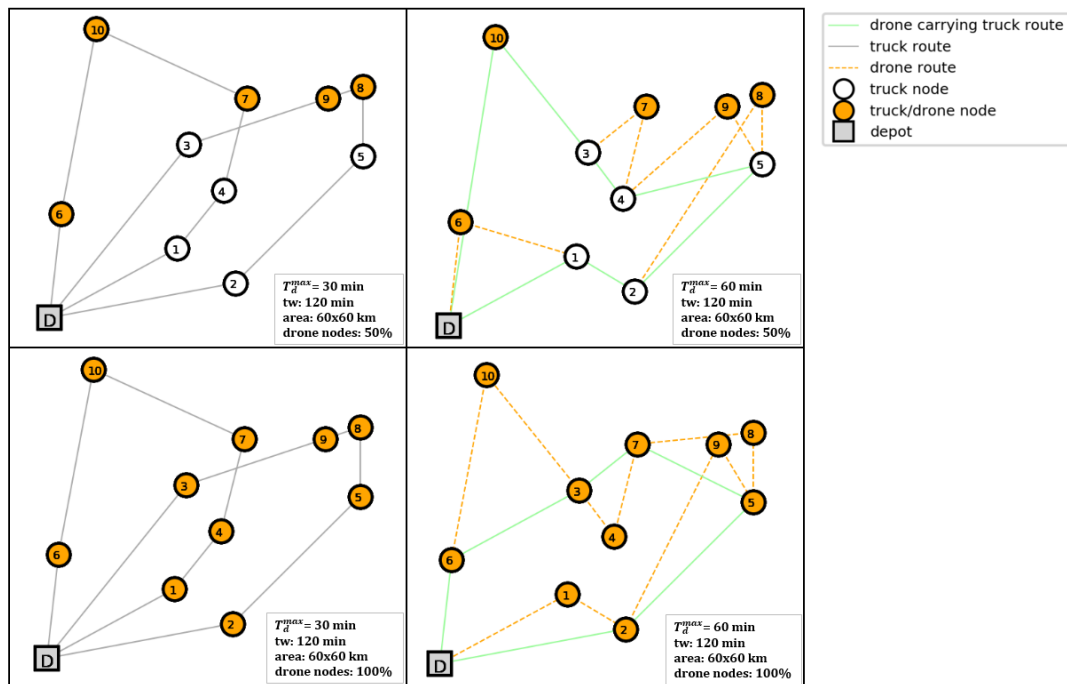 10
7
9
8
3
5
4
6
1
2
D
T_d^max = 30 min
tw: 120 min
area: 60x60 km
drone nodes: 50%
10
7
9
8
3
5
4
6
1
2
D
T_d^max = 60 min
tw: 120 min
area: 60x60 km
drone nodes: 50%
drone carrying truck route
truck route
drone route
truck node
truck/drone node
depot
10
8
7
9
3
5
4
6
1
2
D
T_d^max = 30 min
tw: 120 min
area: 60x60 km
drone nodes: 100%
10
8
7
9
3
5
4
6
1
2
D
T_d^max = 60 min
tw: 120 min
area: 60x60 km
drone nodes: 100%